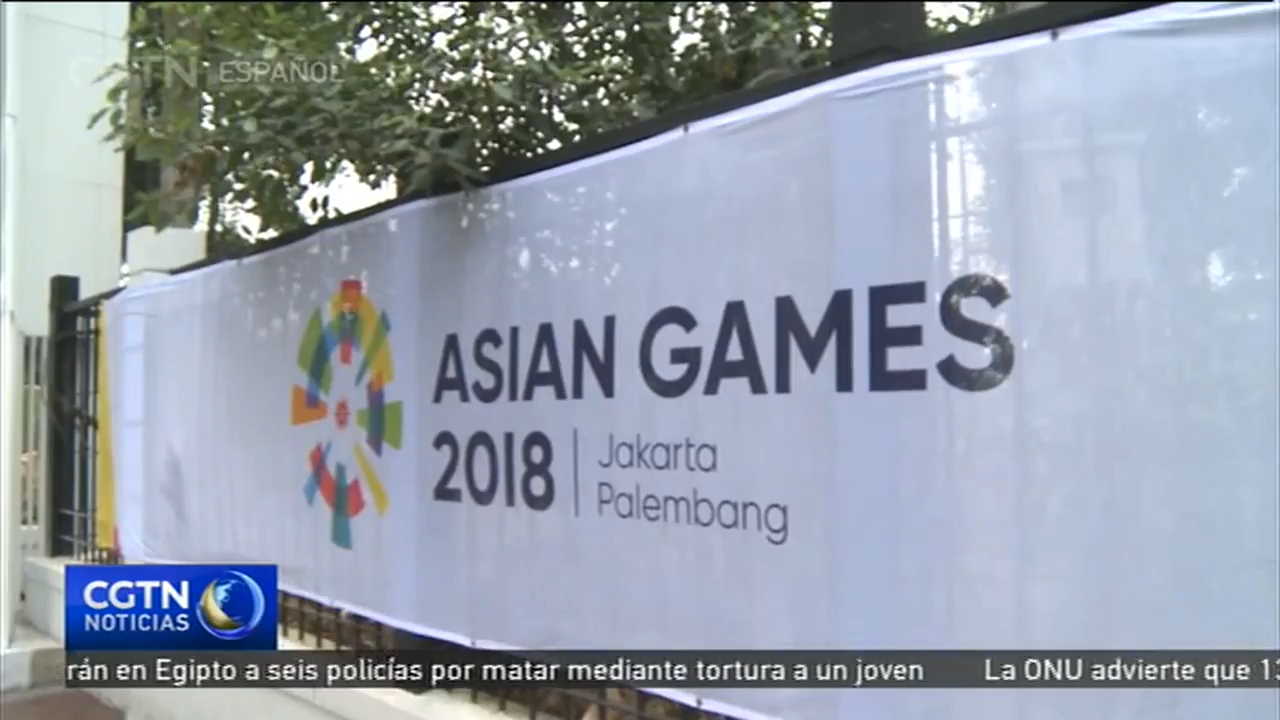 CGTN ESPAÑOL
ASIAN GAMES
2018
Jakarta
Palembang
CGTN
NOTICIAS
rán en Egipto a seis policías por matar mediante tortura a un joven La ONU advierte que